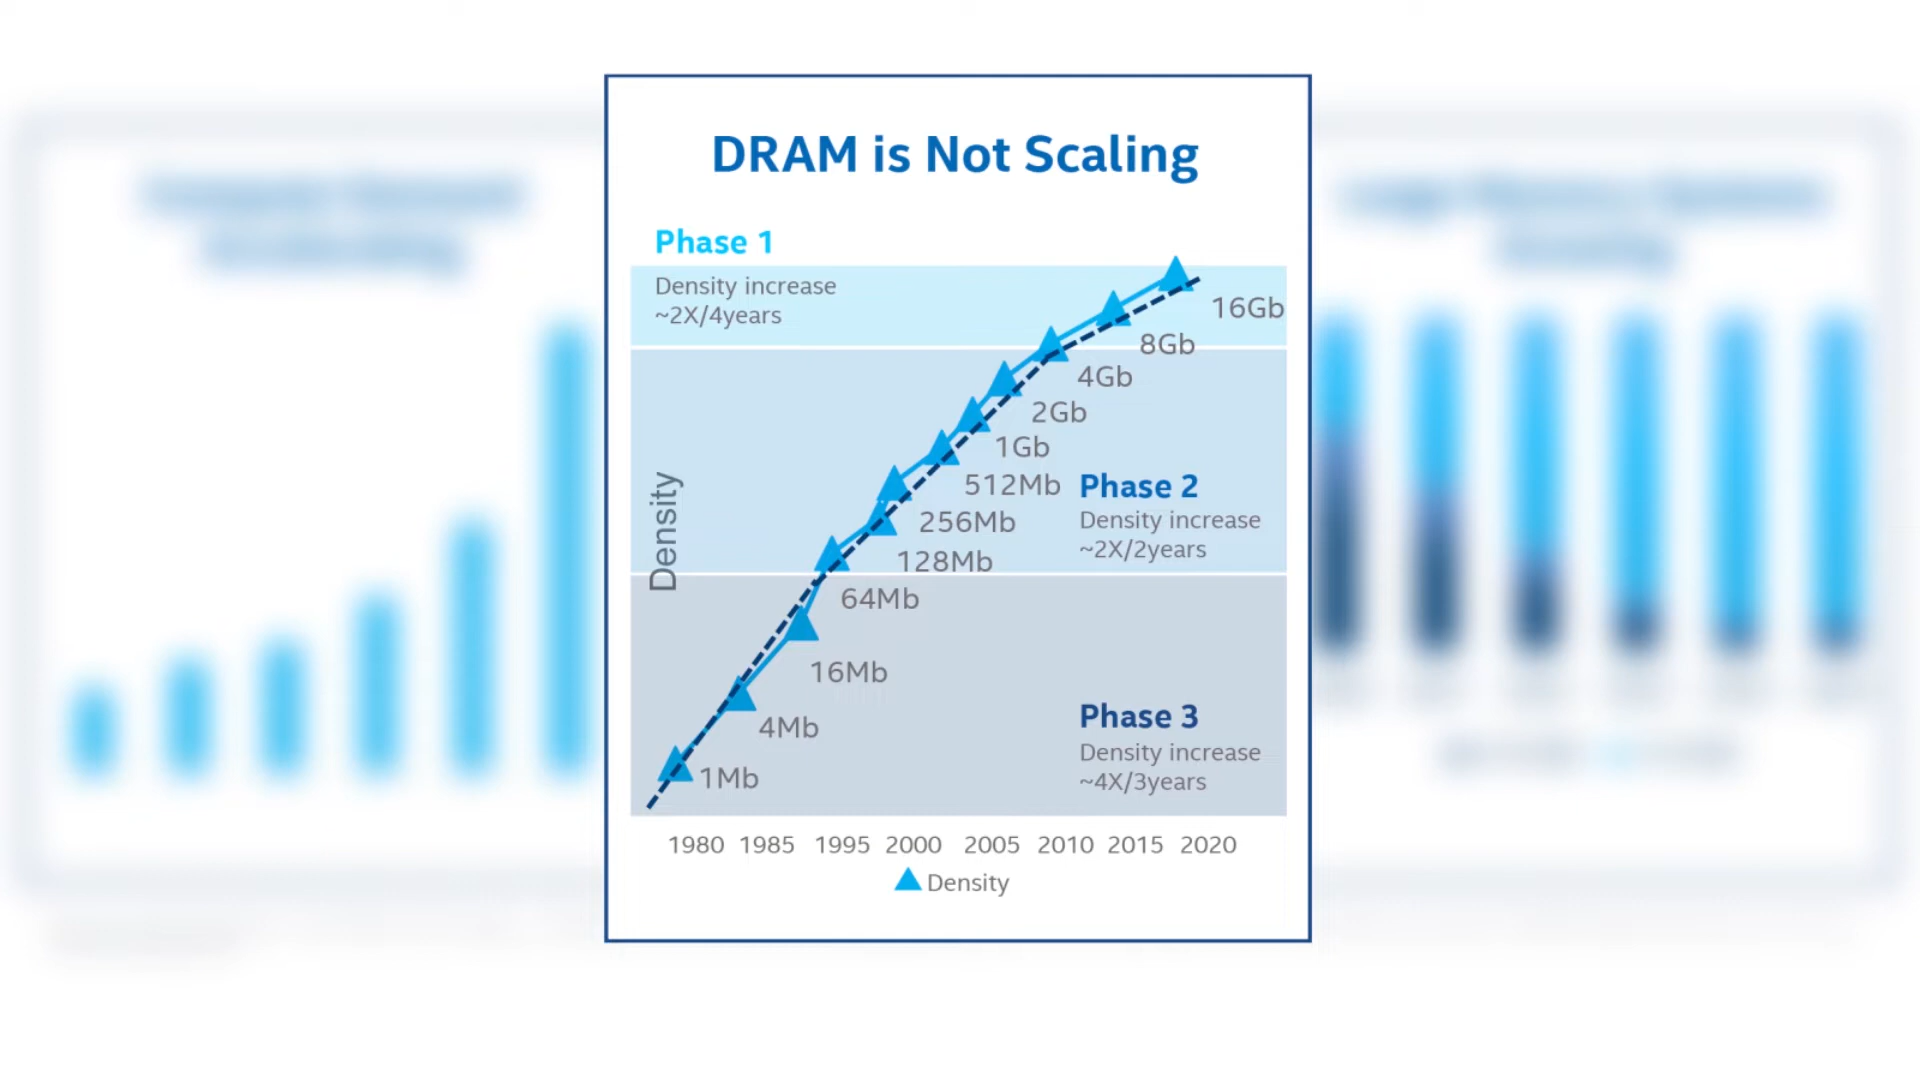 DRAM is Not Scaling
Phase 1
Density increase
~2X/4years
16Gb
8Gb
4Gb
2Gb
1Gb
512Mb
256Mb
128Mb
64Mb
16Mb
4Mb
1Mb
Density
Phase 2
Density increase
~2X/2years
Phase 3
Density increase
~4X/3years
1980 1985 1995 2000 2005 2010 2015 2020
Density